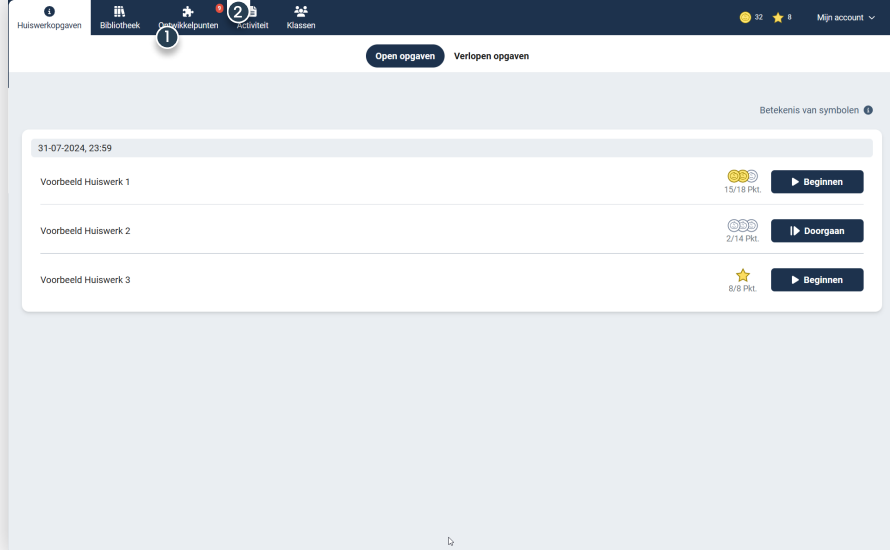 Huiswerkopgaven
Bibliotheek
Ontwikkelpunten
9
Activiteit
Klassen
1
2
32
8
Mijn account
Open opgaven
Verlopen opgaven
Betekenis van symbolen
31-07-2024, 23:59
Voorbeeld Huiswerk 1
15/18 Pkt.
Beginnen
Voorbeeld Huiswerk 2
2/14 Pkt.
Doorgaan
Voorbeeld Huiswerk 3
8/8 Pkt.
Beginnen